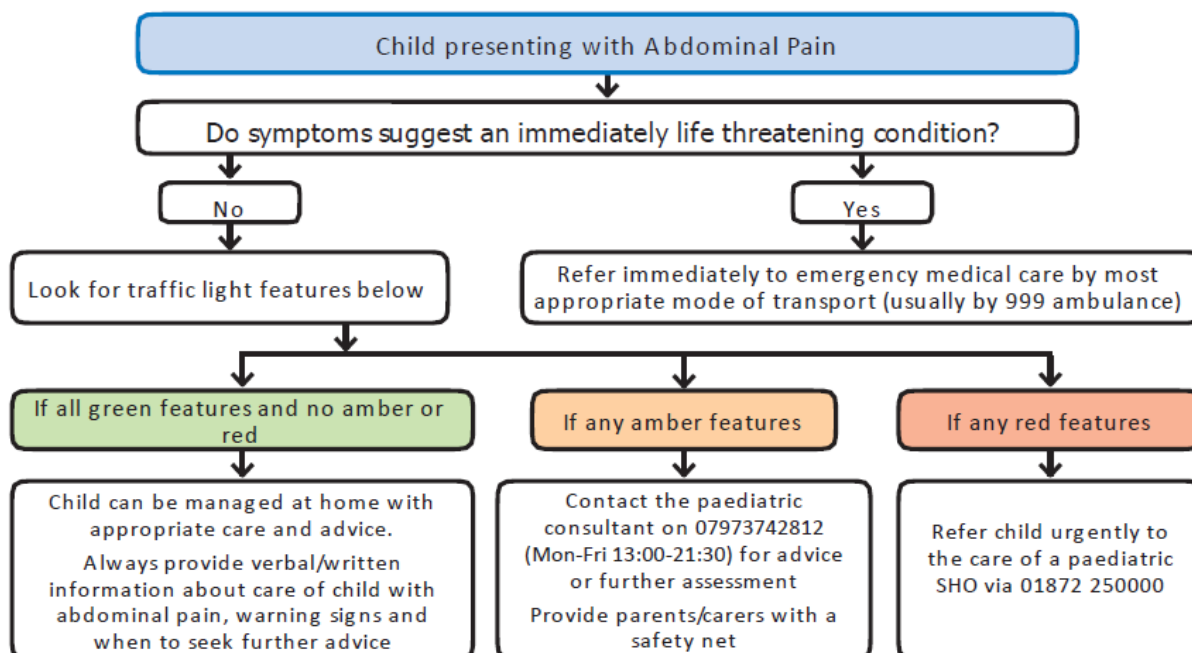 Child presenting with Abdominal Pain
Do symptoms suggest an immediately life threatening condition?
No
Yes
Look for traffic light features below
Refer immediately to emergency medical care by most
appropriate mode of transport (usually by 999 ambulance)
If all green features and no amber or
red
If any amber features
If any red features
Child can be managed at home with
appropriate care and advice.
Always provide verbal/written
information about care of child with
abdominal pain, warning signs and
when to seek further advice
Contact the paediatric
consultant on 07973742812
(Mon-Fri 13:00-21:30) for advice
or further assessment
Provide parents/carers with a
safety net
Refer child urgently to
the care of a paediatric
SHO via 01872 250000